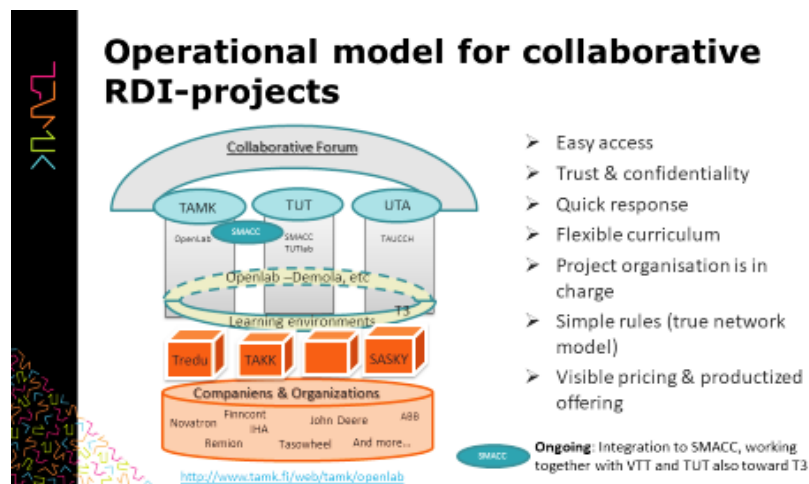 TAMK
Operational model for collaborative
RDI-projects
Collaborative Forum
TAMK
TUT
UTA
OpenLab
SMACC
SMACC
TUTlab
TAUCCH
Openlab –Demola, etc
T3
Learning environments
Tredu
TAKK
SASKY
Companiens & Organizations
Novatron
Finncont
IHA
John Deere
ABB
Remion
Tasowheel
And more...
http://www.tamk.fi/web/tamk/openlab
➢ Easy access
➢ Trust & confidentiality
➢ Quick response
➢ Flexible curriculum
➢ Project organisation is in
charge
➢ Simple rules (true network
model)
➢ Visible pricing & productized
offering
SMACC
Ongoing: Integration to SMACC, working
together with VTT and TUT also toward T3